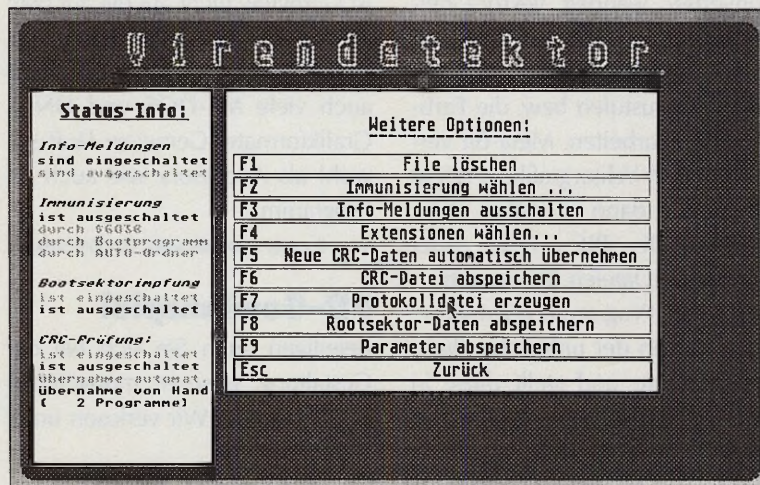 Virendetektor
Status-Info:
Info-Meldungen
sind eingeschaltet
sind ausgeschaltet
Immunisierung
ist ausgeschaltet
durch
durch Bootprogramm
durch AUTO-Ordner
Bootsektorimpfung
ist eingeschaltet
ist ausgeschaltet
CRC-Prüfung:
ist eingeschaltet
ist ausgeschaltet
Übernahme automat.
Übernahme von Hand
( 2 Programme)
Weitere Optionen:
F1 File löschen
F2 Immunisierung wählen ...
F3 Info-Meldungen ausschalten
F4 Extensionen wählen...
F5 Neue CRC-Daten automatisch übernehmen
F6 CRC-Datei abspeichern
F7 Protokolldatei erzeugen
F8 Rootsektor-Daten abspeichern
F9 Parameter abspeichern
Esc Zurück